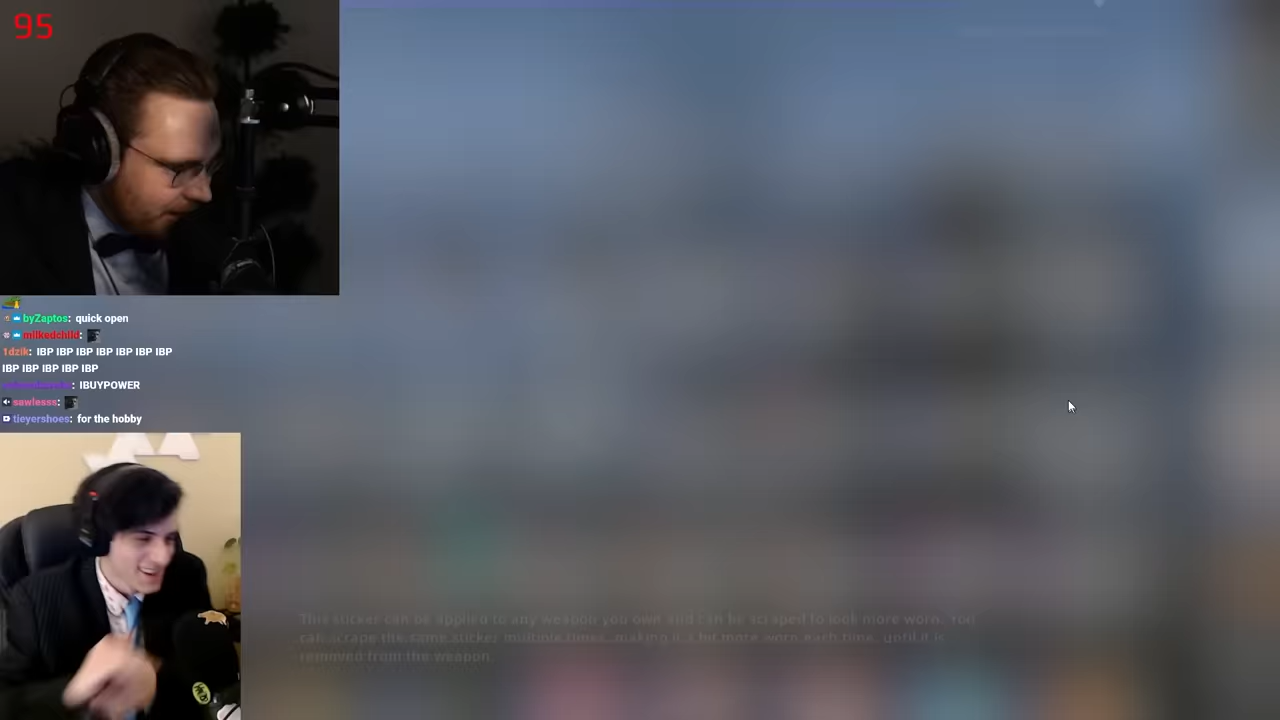 95
byZaptos: quick open
milkedchild:
1dzik: IBP IBP IBP IBP IBP IBP IBP
IBP IBP IBP IBP IBP
: IBUYPOWER
sawlesss:
tieyershoes: for the hobby
This sticker can be applied to any weapon you own and can be scraped to look more worn. You
can scrape the same sticker multiple times, making it a bit more worn each time, until it is
removed from the weapon.